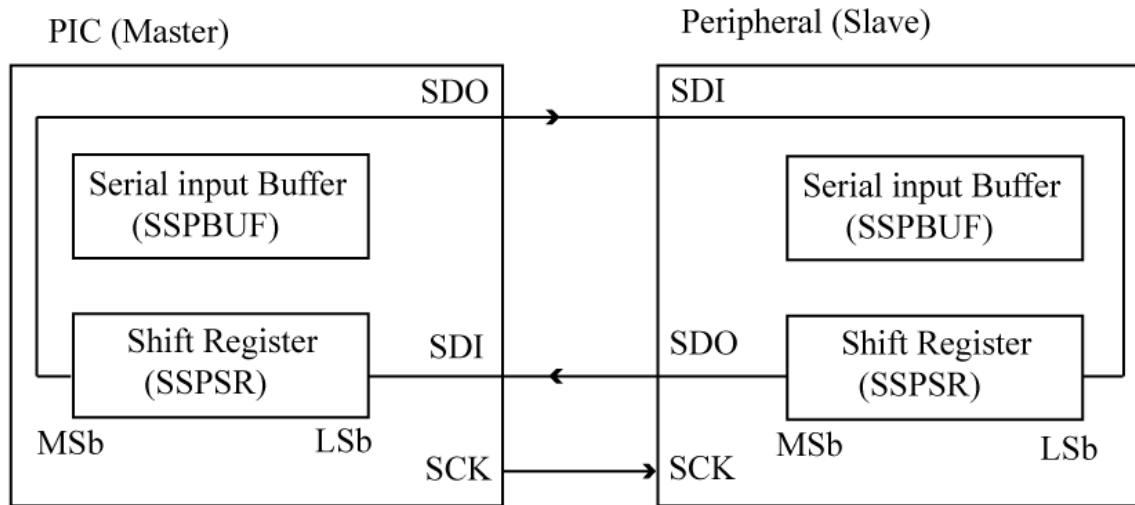 PIC (Master)
Peripheral (Slave)
SDO
SDI
Serial input Buffer
(SSPBUF)
Serial input Buffer
(SSPBUF)
Shift Register
(SSPSR)
SDI
SDO
Shift Register
(SSPSR)
MSb
LSb
MSb
LSb
SCK
SCK